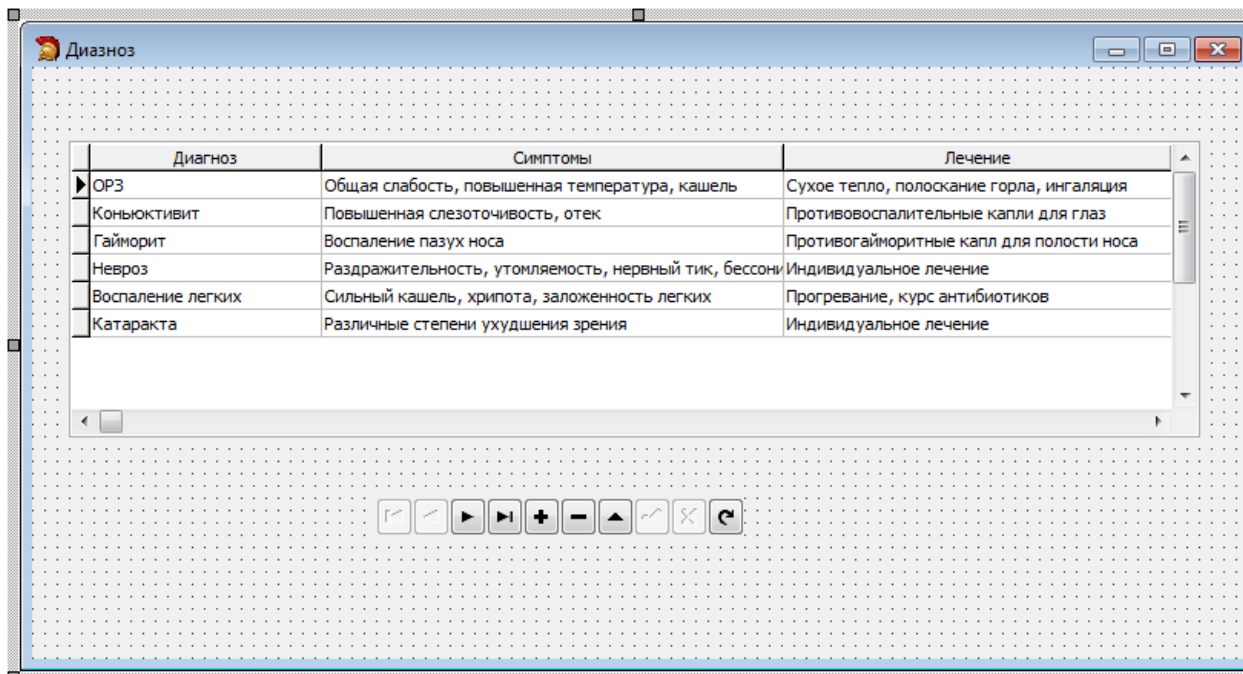 Диазноз
Диагноз Симптомы Лечение
ОРЗ Общая слабость, повышенная температура, кашель Сухое тепло, полоскание горла, ингаляция
Коньюктивит Повышенная слезоточивость, отек Противовоспалительные капли для глаз
Гайморит Воспаление пазух носа Противогайморитные капл для полости носа
Невроз Раздражительность, утомляемость, нервный тик, бессони Индивидуальное лечение
Воспаление легких Сильный кашель, хрипота, заложенность легких Прогревание, курс антибиотиков
Катаракта Различные степени ухудшения зрения Индивидуальное лечение